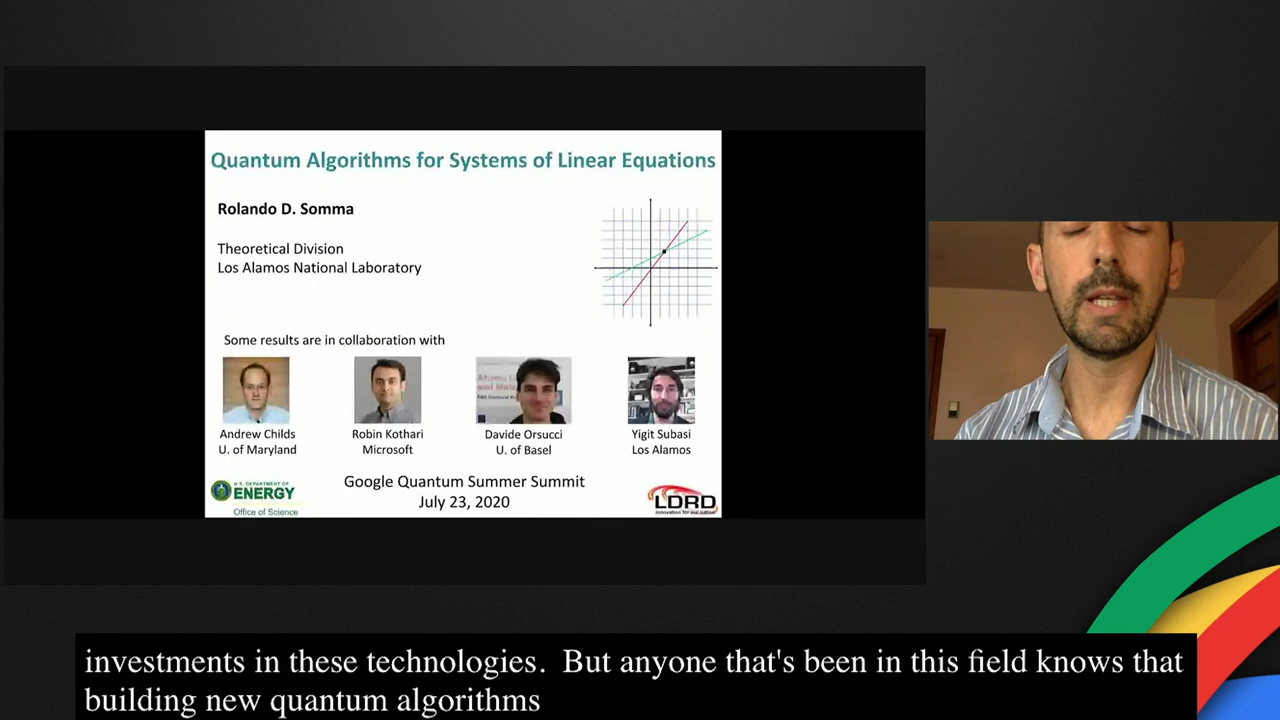 Quantum Algorithms for Systems of Linear Equations
Rolando D. Somma
Theoretical Division
Los Alamos National Laboratory
Some results are in collaboration with
Andrew Childs
U. of Maryland
Robin Kothari
Microsoft
Davide Orsucci
U. of Basel
Yigit Subasi
Los Alamos
Google Quantum Summer Summit
July 23, 2020
U.S. DEPARTMENT OF
ENERGY
Office of Science
LDRD
investments in these technologies. But anyone that's been in this field knows that
building new quantum algorithms